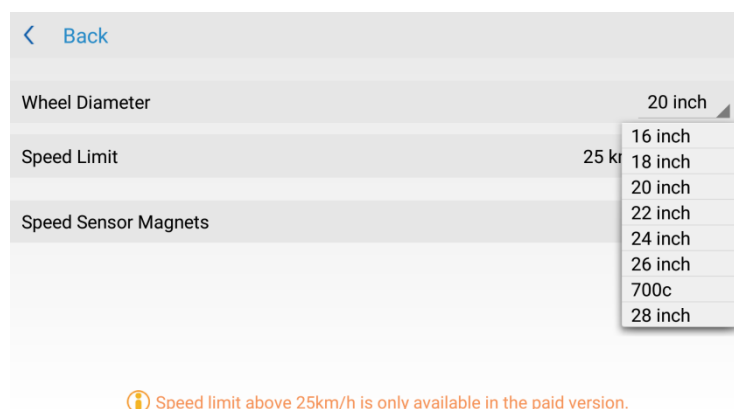 Back
Wheel Diameter 20 inch
16 inch
Speed Limit 25 k
18 inch
20 inch
Speed Sensor Magnets 22 inch
24 inch
26 inch
700c
28 inch
Speed limit above 25km/h is only available in the paid version.